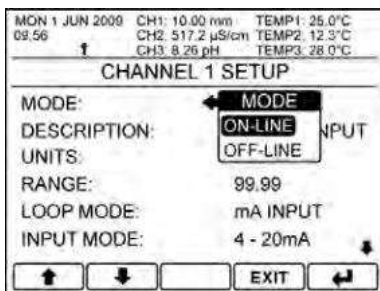 MON 1 JUN 2009 CH1: 10.00 mm TEMP1: 25.0°C
09:56 CH2: 517.2 µS/cm TEMP2: 12.3°C
CH3: 8.26 pH TEMP3: 28.0°C
CHANNEL 1 SETUP
MODE: MODE
DESCRIPTION: ON-LINE NPUT
UNITS: OFF-LINE
RANGE: 99.99
LOOP MODE: mA INPUT
INPUT MODE: 4 - 20mA
EXIT